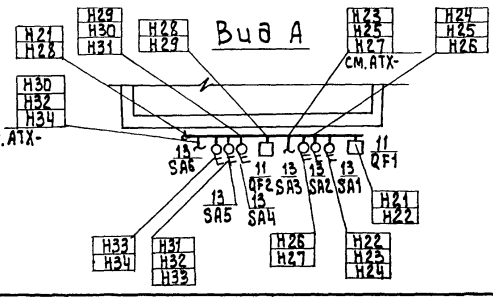 Вид А
Н21
Н28
Н29
Н30
Н31
Н28
Н29
Н23
Н25
Н27
см. АТХ-
Н24
Н25
Н26
Н30
Н32
Н34
. АТХ-
13
SA6
13
SA5
13
SA4
11
QF2
13
SA3
13
SA2
13
SA1
11
QF1
Н21
Н22
Н33
Н34
Н31
Н32
Н33
Н26
Н27
Н22
Н23
Н24